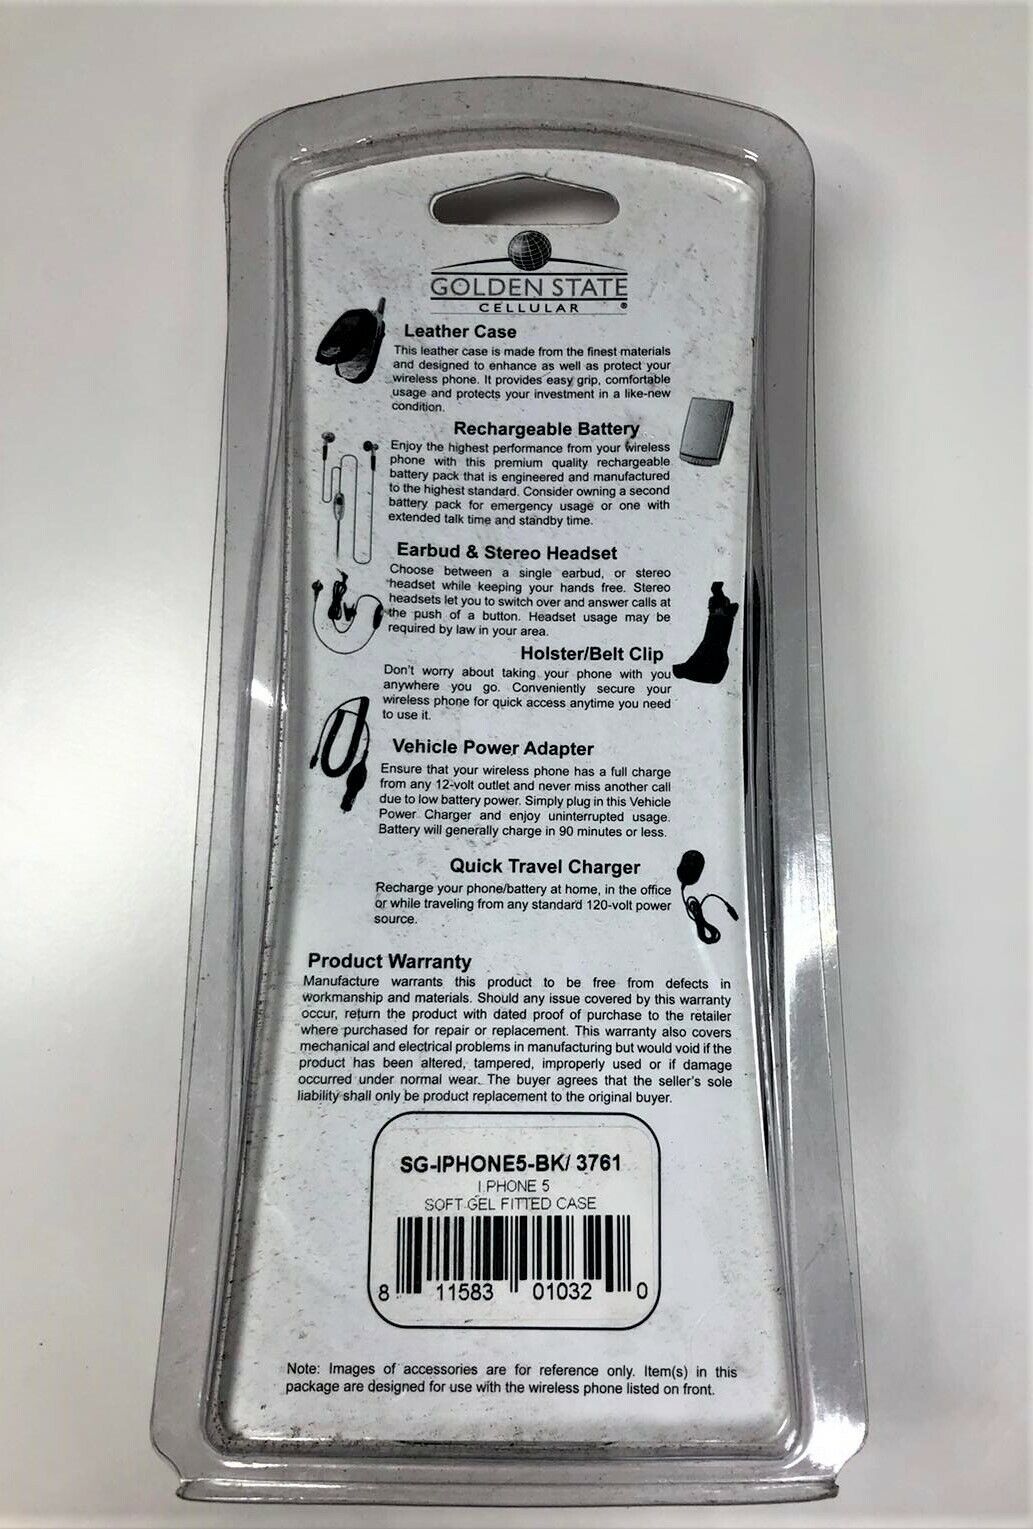 GOLDEN STATE
CELLULAR ®
Leather Case
This leather case is made from the finest materials
and designed to enhance as well as protect your
wireless phone. It provides easy grip, comfortable
usage and protects your investment in a like-new
condition.
Rechargeable Battery
Enjoy the highest performance from your wireless
phone with this premium quality rechargeable
battery pack that is engineered and manufactured
to the highest standard. Consider owning a second
battery pack for emergency usage or one with
extended talk time and standby time.
Earbud & Stereo Headset
Choose between a single earbud, or stereo
headset while keeping your hands free. Stereo
headsets let you to switch over and answer calls at
the push of a button. Headset usage may be
required by law in your area.
Holster/Belt Clip
Don't worry about taking your phone with you
anywhere you go. Conveniently secure your
wireless phone for quick access anytime you need
to use it.
Vehicle Power Adapter
Ensure that your wireless phone has a full charge
from any 12-volt outlet and never miss another call
due to low battery power. Simply plug in this Vehicle
Power Charger and enjoy uninterrupted usage.
Battery will generally charge in 90 minutes or less.
Quick Travel Charger
Recharge your phone/battery at home, in the office
or while traveling from any standard 120-volt power
source.
Product Warranty
Manufacture warrants this product to be free from defects in
workmanship and materials. Should any issue covered by this warranty
occur, return the product with dated proof of purchase to the retailer
where purchased for repair or replacement. This warranty also covers
mechanical and electrical problems in manufacturing but would void if the
product has been altered, tampered, improperly used or if damage
occurred under normal wear. The buyer agrees that the seller's sole
liability shall only be product replacement to the original buyer.
SG-IPHONE5-BK/ 3761
I PHONE 5
SOFT GEL FITTED CASE
8 11583 01032 0
Note: Images of accessories are for reference only. Item(s) in this
package are designed for use with the wireless phone listed on front.